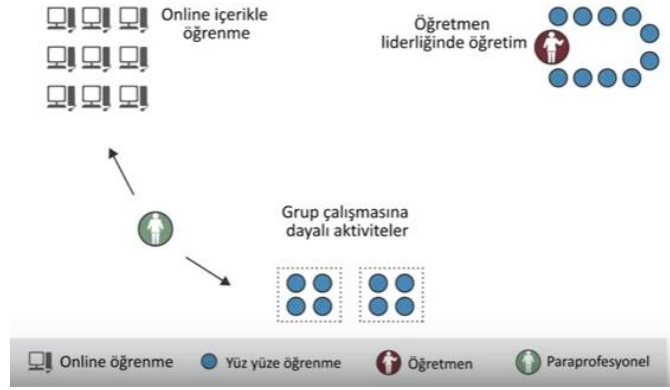 Online içerikle
öğrenme
Öğretmen
liderliğinde öğretim
Grup çalışmasına
dayalı aktiviteler
Online öğrenme
Yüz yüze öğrenme
Öğretmen
Paraprofesyonel